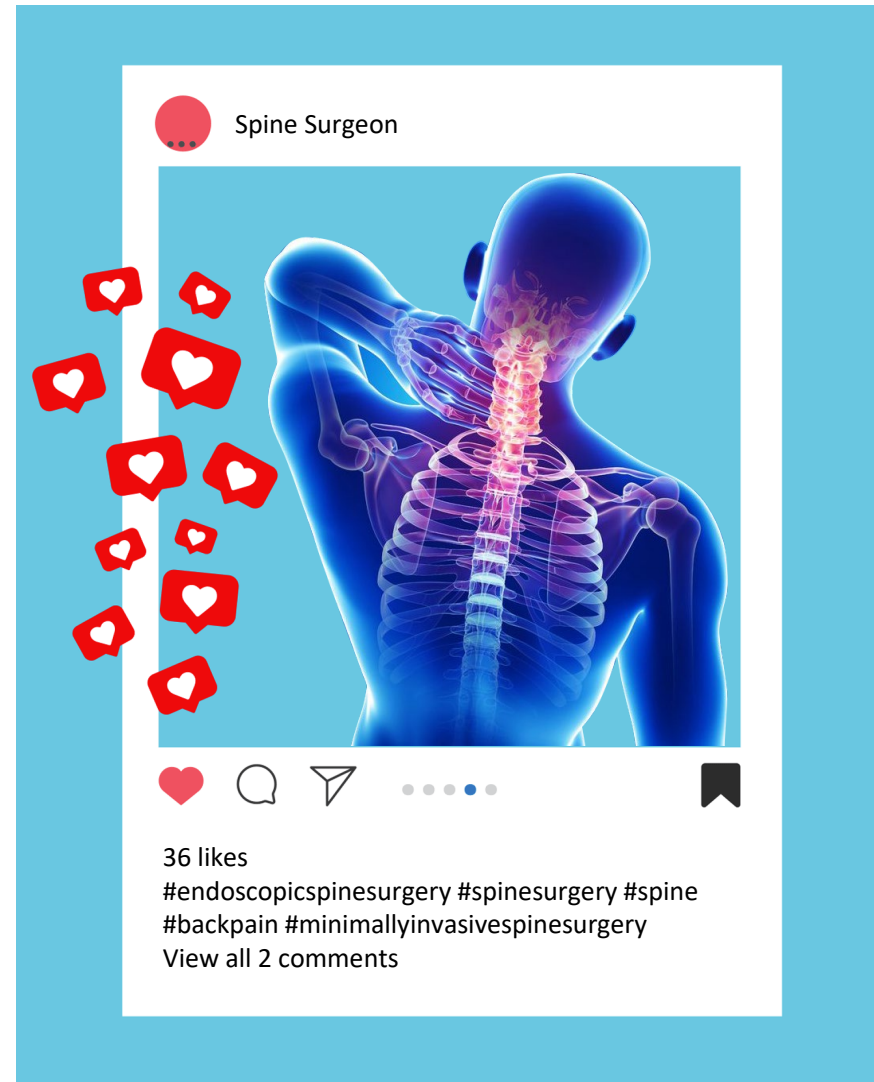 Spine Surgeon
36 likes
#endoscopicspinesurgery #spinesurgery #spine
#backpain #minimallyinvasivespinesurgery
View all 2 comments